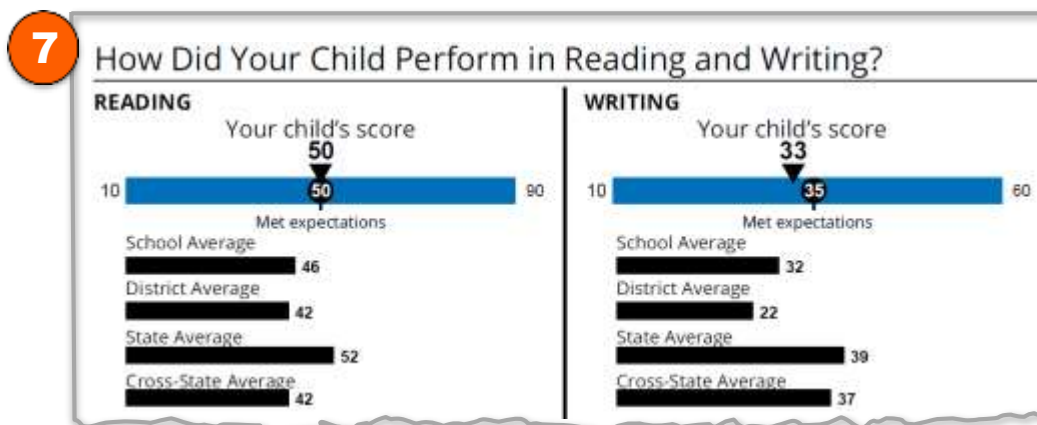 7
How Did Your Child Perform in Reading and Writing?
READING
Your child's score
50
10 50 90
Met expectations
School Average
46
District Average
42
State Average
52
Cross-State Average
42
WRITING
Your child's score
33
10 35 60
Met expectations
School Average
32
District Average
22
State Average
39
Cross-State Average
37